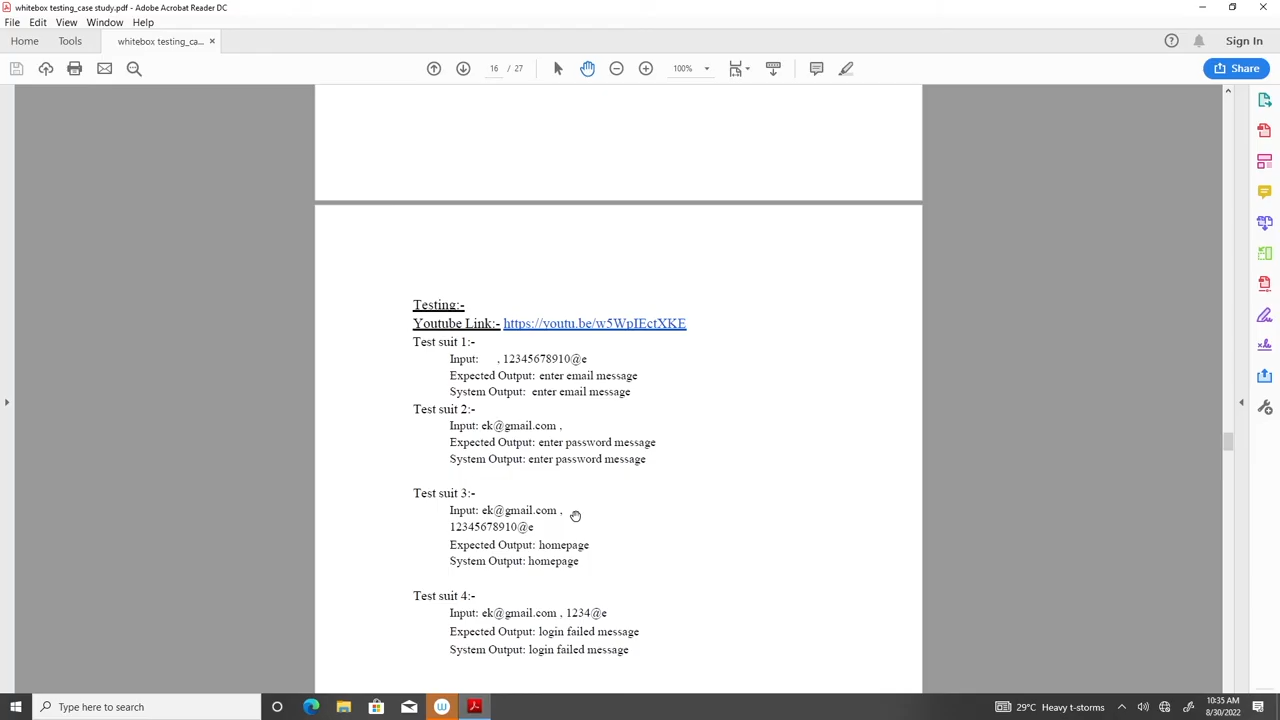 whitebox testing_case study.pdf - Adobe Acrobat Reader DC
File Edit View Window Help
Home Tools whitebox testing_ca... × Sign In
16 / 27 100% Share
Testing:-
Youtube Link:- https://youtu.be/w5WpIEctXKE
Test suit 1:-
Input: , 12345678910@e
Expected Output: enter email message
System Output: enter email message
Test suit 2:-
Input: ek@gmail.com ,
Expected Output: enter password message
System Output: enter password message
Test suit 3:-
Input: ek@gmail.com ,
12345678910@e
Expected Output: homepage
System Output: homepage
Test suit 4:-
Input: ek@gmail.com , 1234@e
Expected Output: login failed message
System Output: login failed message
Type here to search
29°C Heavy t-storms
10:35 AM
8/30/2022